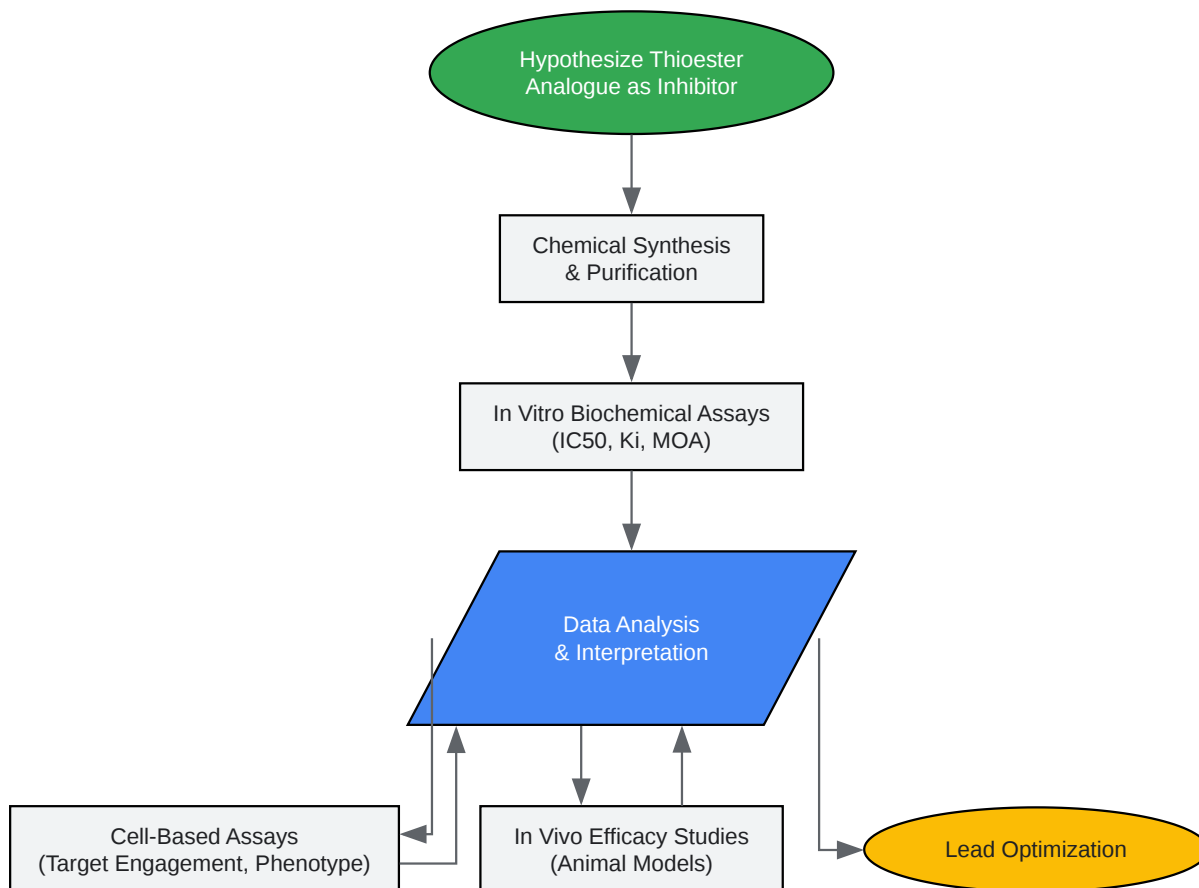 Hypothesize Thioester
Analogue as Inhibitor
Chemical Synthesis
& Purification
In Vitro Biochemical Assays
(IC50, Ki, MOA)
Data Analysis
& Interpretation
Cell-Based Assays
(Target Engagement, Phenotype)
In Vivo Efficacy Studies
(Animal Models)
Lead Optimization